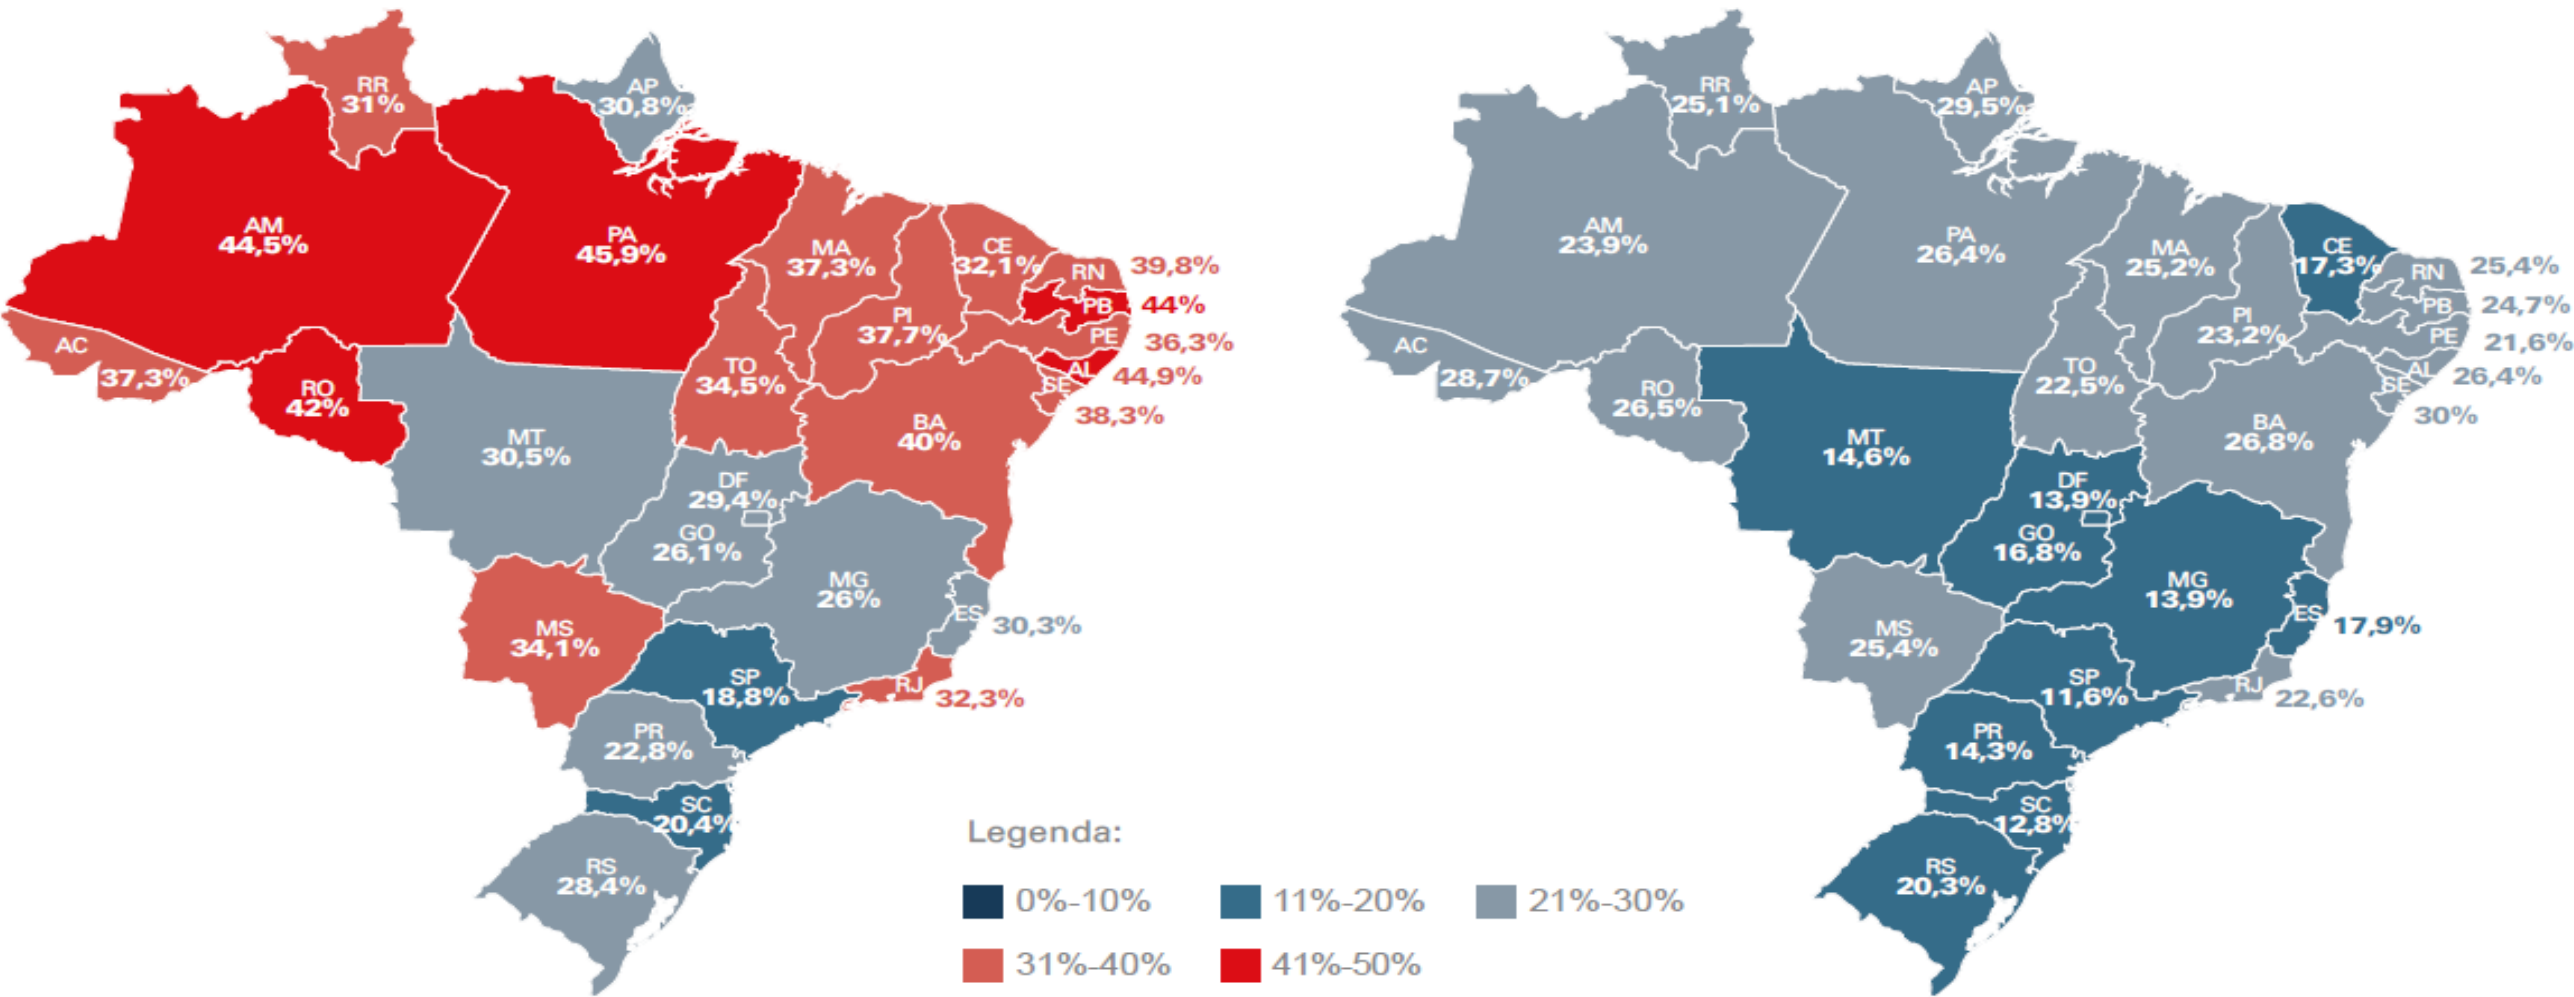 RR
31%
AP
30,8%
AM
44,5%
PA
45,9%
MA
37,3%
CE
32,1%
RN
39,8%
PB
44%
PI
37,7%
PE
36,3%
AC
37,3%
RO
42%
TO
34,5%
AL
44,9%
SE
38,3%
BA
40%
MT
30,5%
DF
29,4%
GO
26,1%
MG
26%
ES
30,3%
MS
34,1%
SP
18,8%
RJ
32,3%
PR
22,8%
SC
20,4%
RS
28,4%
RR
25,1%
AP
29,5%
AM
23,9%
PA
26,4%
MA
25,2%
CE
17,3%
RN
25,4%
PB
24,7%
PI
23,2%
PE
21,6%
AC
28,7%
RO
26,5%
TO
22,5%
AL
26,4%
SE
30%
BA
26,8%
MT
14,6%
DF
13,9%
GO
16,8%
MG
13,9%
ES
17,9%
MS
25,4%
SP
11,6%
RJ
22,6%
PR
14,3%
SC
12,8%
RS
20,3%
Legenda:
0%-10%
11%-20%
21%-30%
31%-40%
41%-50%